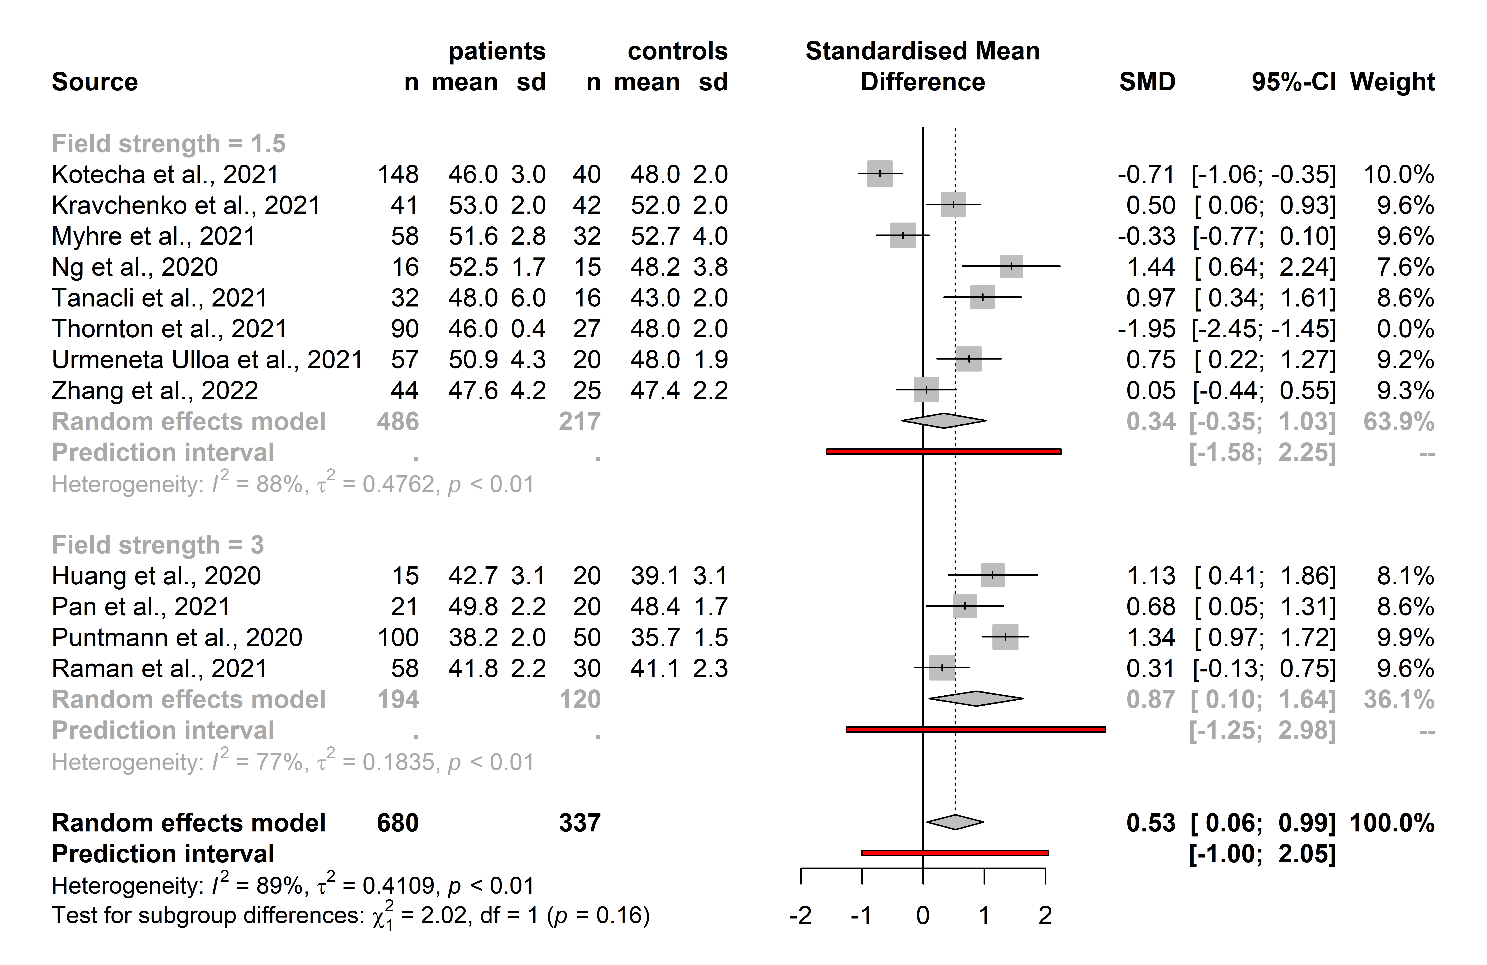 patients controls Standardised Mean
Source n mean sd n mean sd Difference SMD 95%-CI Weight
Field strength = 1.5
Kotecha et al., 2021 148 46.0 3.0 40 48.0 2.0 -0.71 [-1.06; -0.35] 10.0%
Kravchenko et al., 2021 41 53.0 2.0 42 52.0 2.0 0.50 [ 0.06; 0.93] 9.6%
Myhre et al., 2021 58 51.6 2.8 32 52.7 4.0 -0.33 [-0.77; 0.10] 9.6%
Ng et al., 2020 16 52.5 1.7 15 48.2 3.8 1.44 [ 0.64; 2.24] 7.6%
Tanacli et al., 2021 32 48.0 6.0 16 43.0 2.0 0.97 [ 0.34; 1.61] 8.6%
Thornton et al., 2021 90 46.0 0.4 27 48.0 2.0 -1.95 [-2.45; -1.45] 0.0%
Urmeneta Ulloa et al., 2021 57 50.9 4.3 20 48.0 1.9 0.75 [ 0.22; 1.27] 9.2%
Zhang et al., 2022 44 47.6 4.2 25 47.4 2.2 0.05 [-0.44; 0.55] 9.3%
Random effects model 486 217 0.34 [-0.35; 1.03] 63.9%
Prediction interval . . [-1.58; 2.25] --
Heterogeneity: I² = 88%, τ² = 0.4762, p < 0.01
Field strength = 3
Huang et al., 2020 15 42.7 3.1 20 39.1 3.1 1.13 [ 0.41; 1.86] 8.1%
Pan et al., 2021 21 49.8 2.2 20 48.4 1.7 0.68 [ 0.05; 1.31] 8.6%
Puntmann et al., 2020 100 38.2 2.0 50 35.7 1.5 1.34 [ 0.97; 1.72] 9.9%
Raman et al., 2021 58 41.8 2.2 30 41.1 2.3 0.31 [-0.13; 0.75] 9.6%
Random effects model 194 120 0.87 [ 0.10; 1.64] 36.1%
Prediction interval . . [-1.25; 2.98] --
Heterogeneity: I² = 77%, τ² = 0.1835, p < 0.01
Random effects model 680 337 0.53 [ 0.06; 0.99] 100.0%
Prediction interval [-1.00; 2.05]
Heterogeneity: I² = 89%, τ² = 0.4109, p < 0.01
Test for subgroup differences: χ₁² = 2.02, df = 1 (p = 0.16)
-2 -1 0 1 2